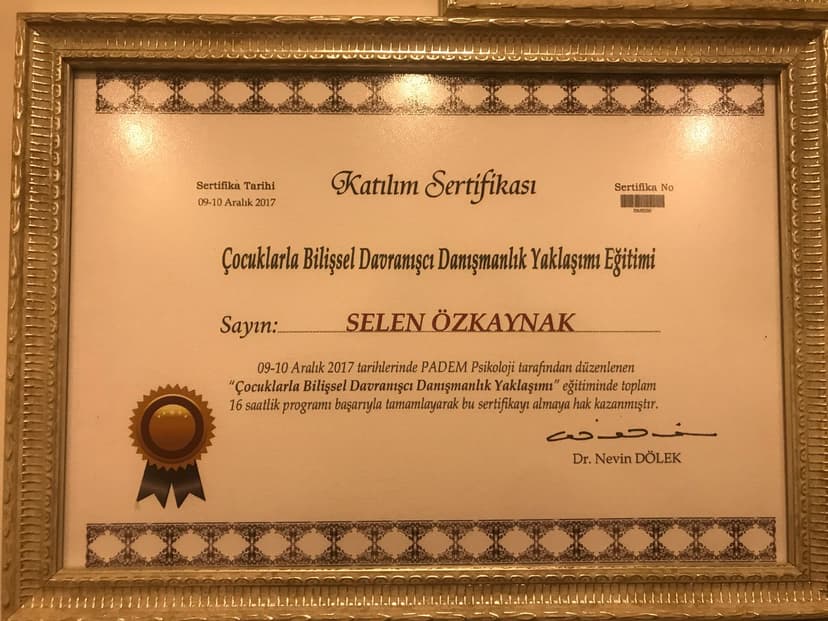 Katılım Sertifikası
Sertifika Tarihi
09-10 Aralık 2017
Sertifika No
Çocuklarla Bilişsel Davranışçı Danışmanlık Yaklaşımı Eğitimi
Sayın: SELEN ÖZKAYNAK
09-10 Aralık 2017 tarihlerinde PADEM Psikoloji tarafından düzenlenen
“Çocuklarla Bilişsel Davranışcı Danışmanlık Yaklaşımı” eğitiminde toplam
16 saatlik programı başarıyla tamamlayarak bu sertifikayı almaya hak kazanmıştır.
Dr. Nevin DÖLEK